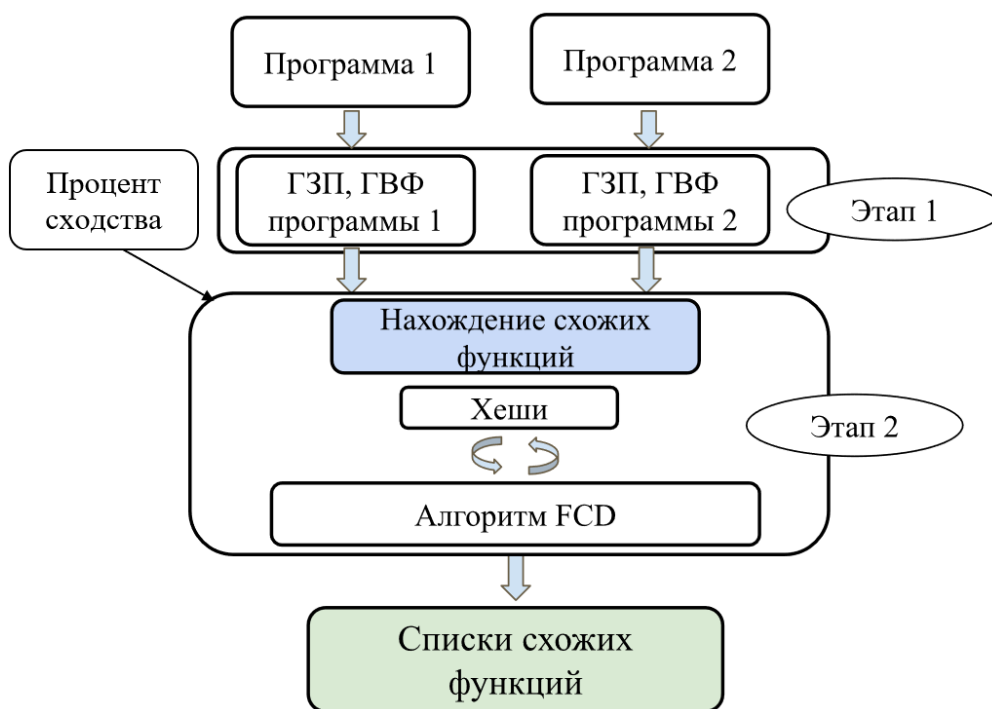 Программа 1
Программа 2
Процент
сходства
ГЗП, ГВФ
программы 1
ГЗП, ГВФ
программы 2
Этап 1
Нахождение схожих
функций
Хеши
Этап 2
Алгоритм FCD
Списки схожих
функций